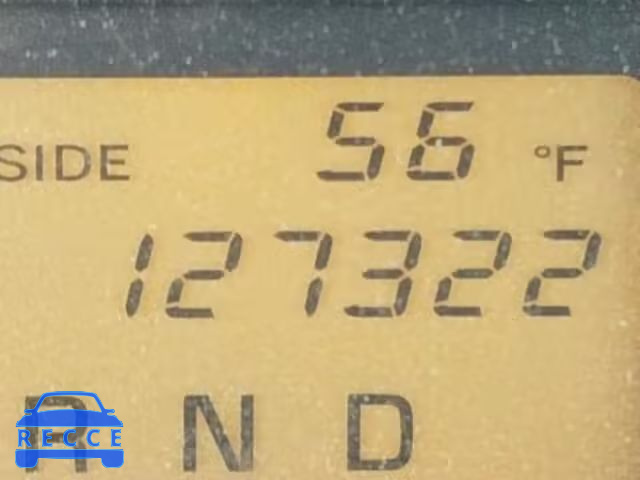 SIDE 56 °F
127322
R N D
RECCE